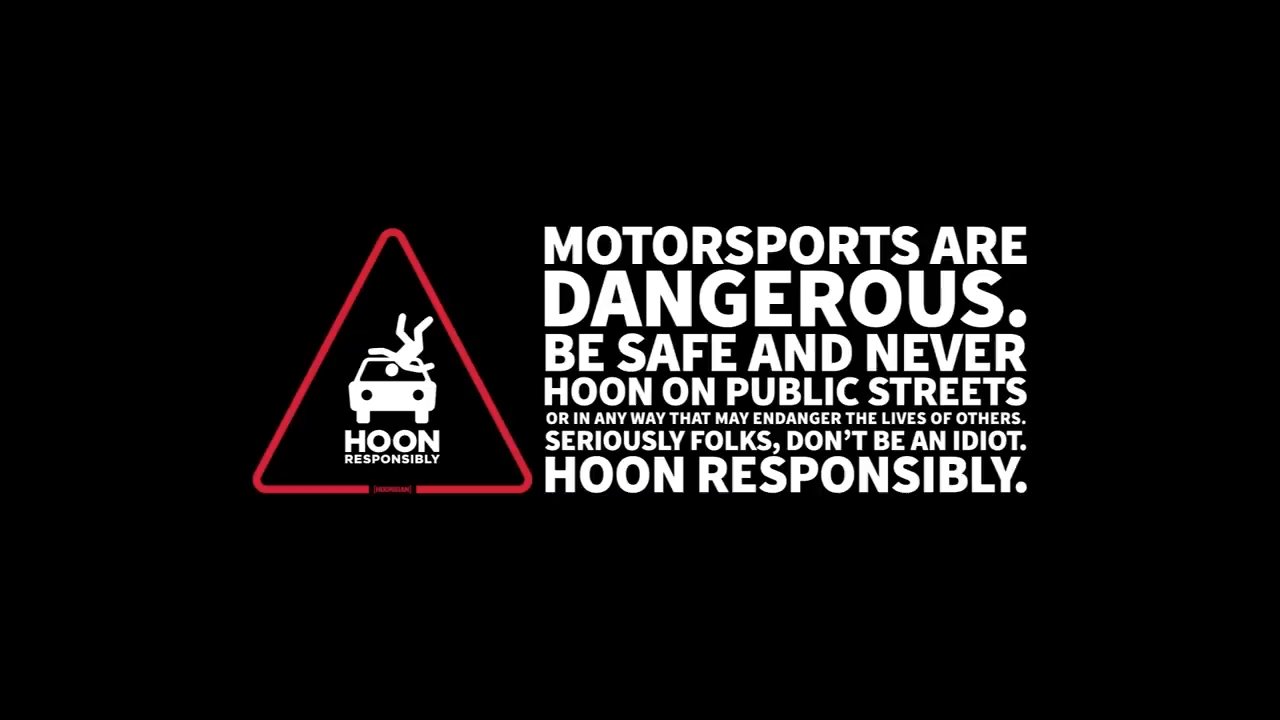 HOON
RESPONSIBLY
[HOONIGAN]
MOTORSPORTS ARE
DANGEROUS.
BE SAFE AND NEVER
HOON ON PUBLIC STREETS
OR IN ANY WAY THAT MAY ENDANGER THE LIVES OF OTHERS.
SERIOUSLY FOLKS, DON'T BE AN IDIOT.
HOON RESPONSIBLY.